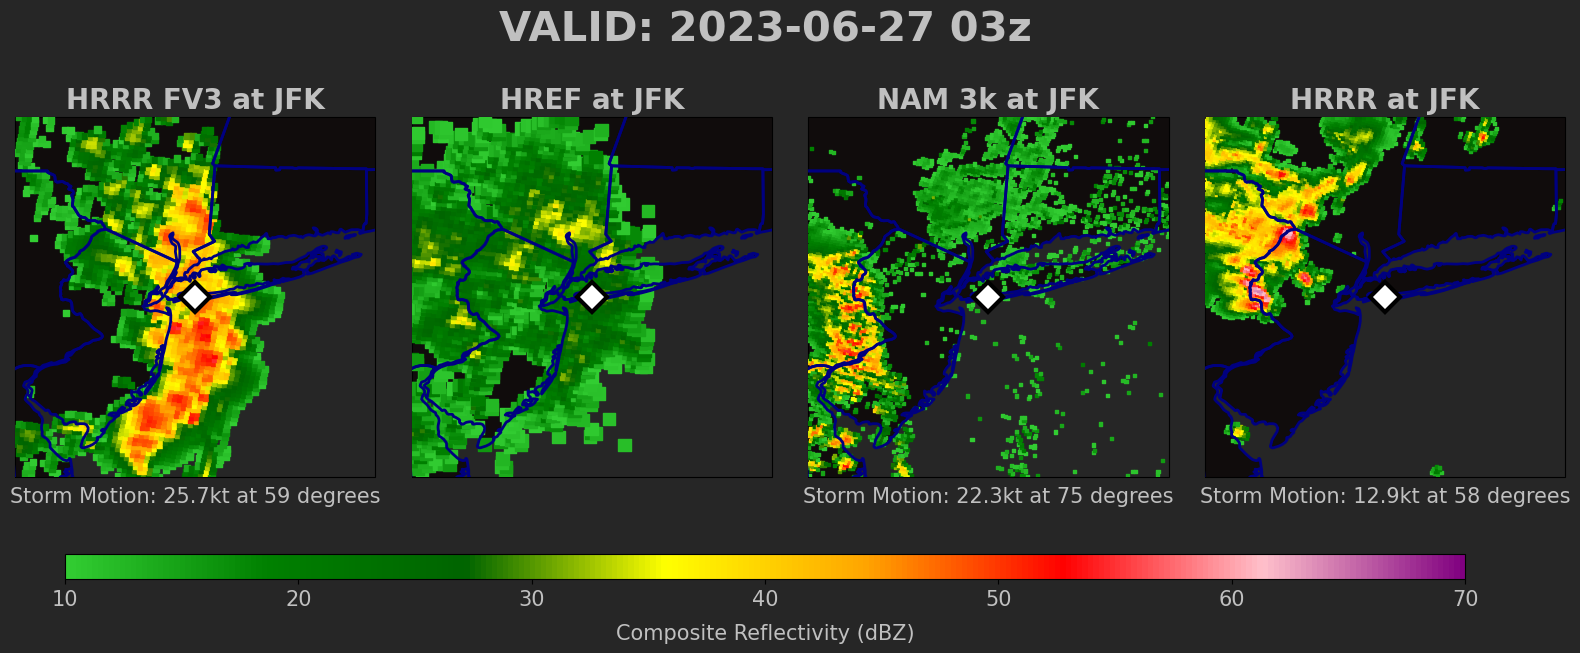 VALID: 2023-06-27 03z
HRRR FV3 at JFK
HREF at JFK
NAM 3k at JFK
HRRR at JFK
Storm Motion: 25.7kt at 59 degrees
Storm Motion: 22.3kt at 75 degrees
Storm Motion: 12.9kt at 58 degrees
10 20 30 40 50 60 70
Composite Reflectivity (dBZ)